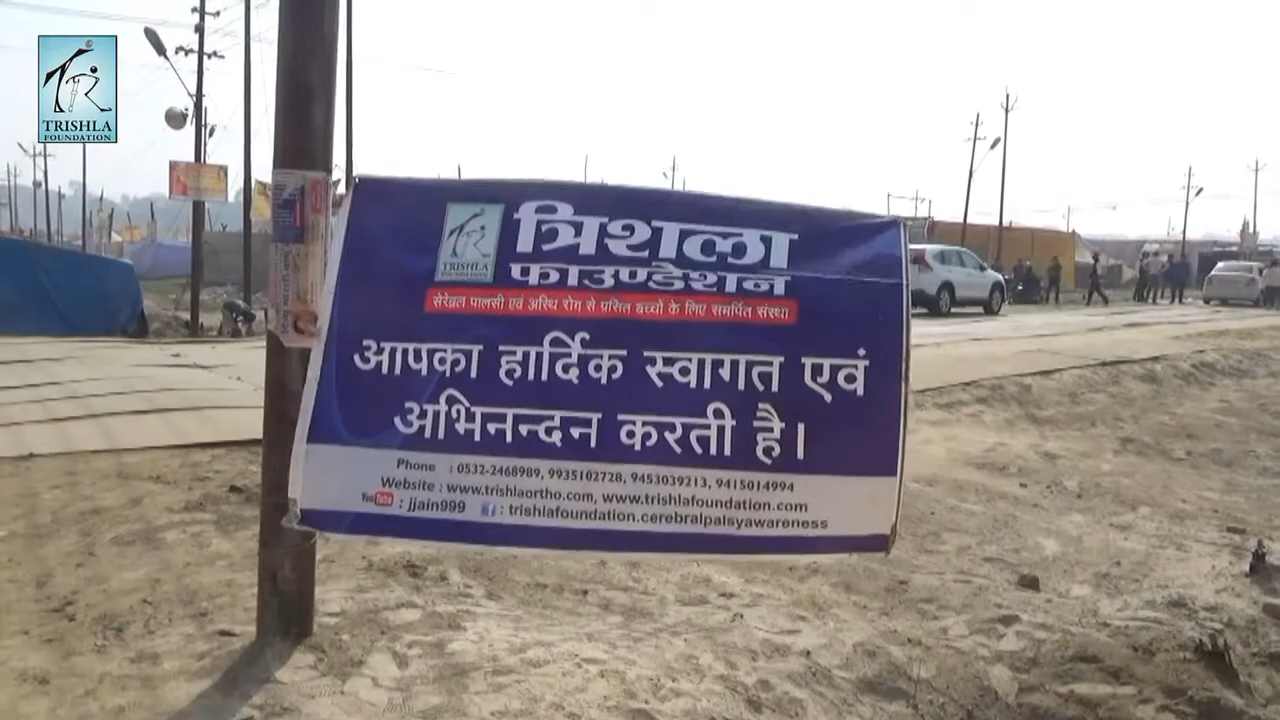 TRISHLA
FOUNDATION
TRISHLA
त्रिशला
फाउण्डेशन
सेरेब्रल पाल्सी एवं अस्थि रोग से ग्रसित बच्चों के लिए समर्पित संस्था
आपका हार्दिक स्वागत एवं
अभिनन्दन करती है।
Phone : 0532-2468989, 9935102728, 9453039213, 9415014994
Website : www.trishlaortho.com, www.trishlafoundation.com
YouTube : jjain999 f : trishlafoundation.cerebralpalsyawareness